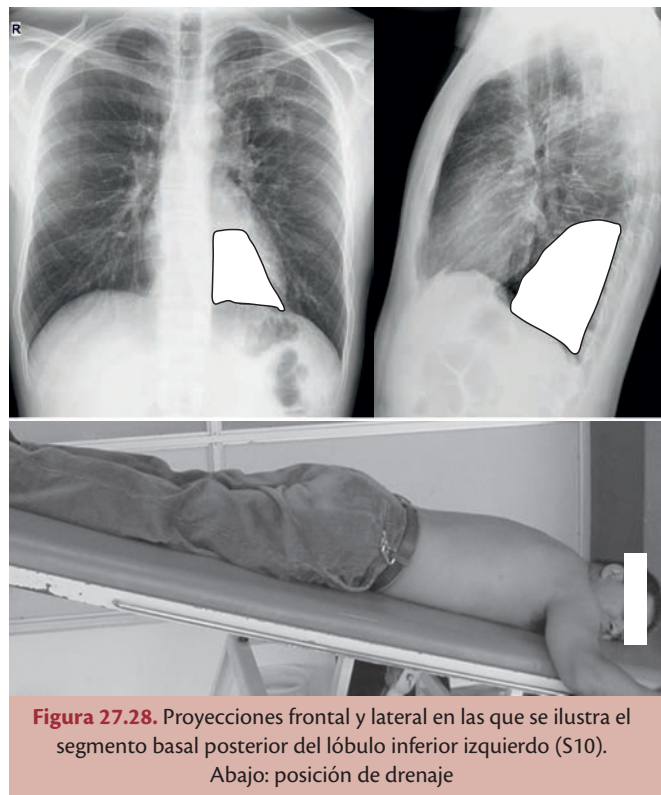 R
Figura 27.28. Proyecciones frontal y lateral en las que se ilustra el
segmento basal posterior del lóbulo inferior izquierdo (S10).
Abajo: posición de drenaje